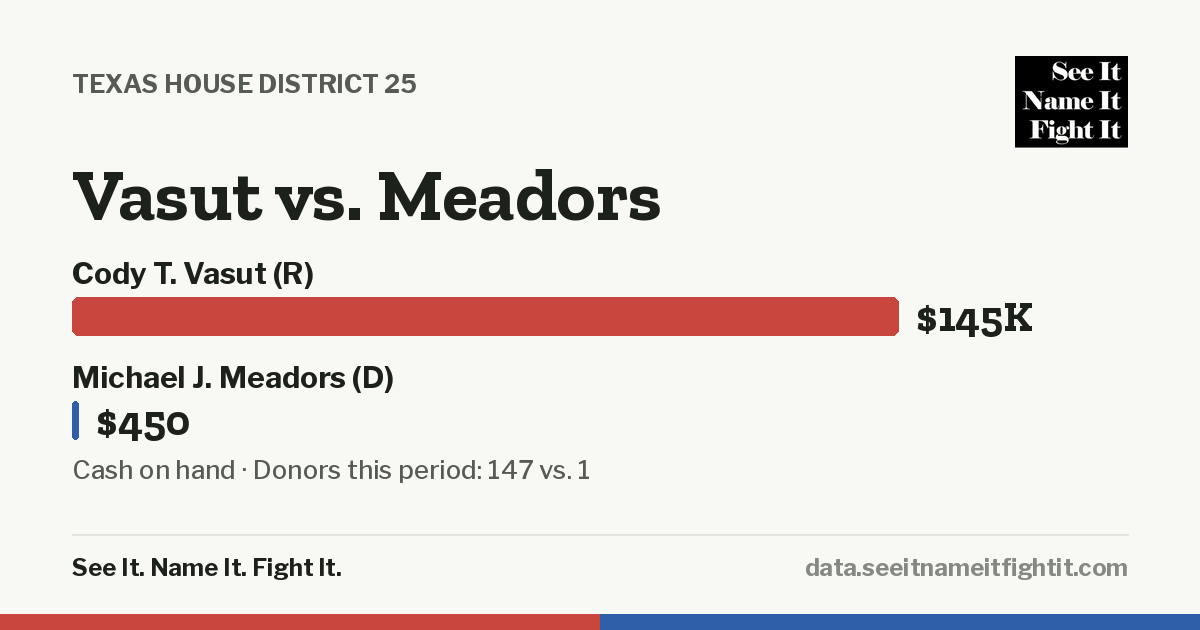 TEXAS HOUSE DISTRICT 25
See It
Name It
Fight It
Vasut vs. Meadors
Cody T. Vasut (R)
$145K
Michael J. Meadors (D)
$450
Cash on hand · Donors this period: 147 vs. 1
See It. Name It. Fight It.
data.seeitnameitfightit.com